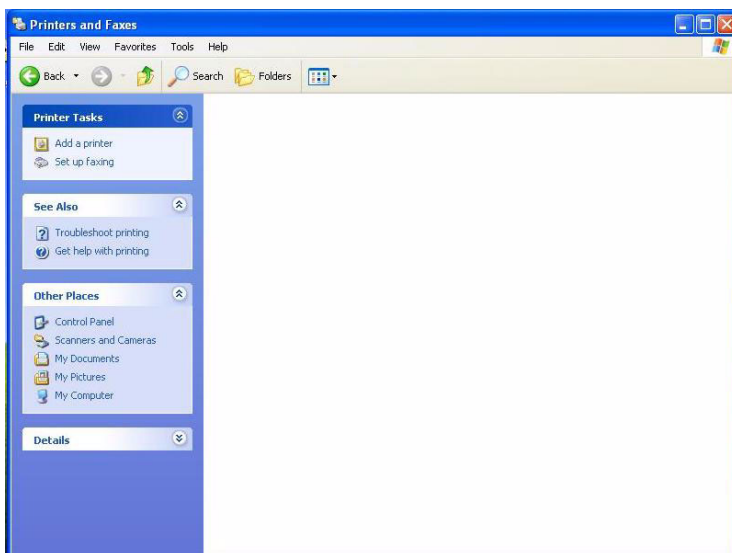 Printers and Faxes
File Edit View Favorites Tools Help
Back Search Folders
Printer Tasks
Add a printer
Set up faxing
See Also
Troubleshoot printing
Get help with printing
Other Places
Control Panel
Scanners and Cameras
My Documents
My Pictures
My Computer
Details